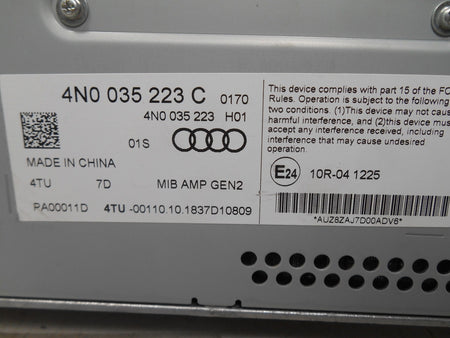 4N0 035 223 C 0170
4N0 035 223 H01
01S
MADE IN CHINA
4TU 7D MIB AMP GEN2
RA00011D 4TU -00110.10.1837D10809
This device complies with part 15 of the FC
Rules. Operation is subject to the following
two conditions. (1)This device may not cau
harmful interference, and (2)this device mus
accept any interference received, including
interference that may cause undesired
E24 10R-04 1225
*AUZ8ZAJ7D00ADV6*